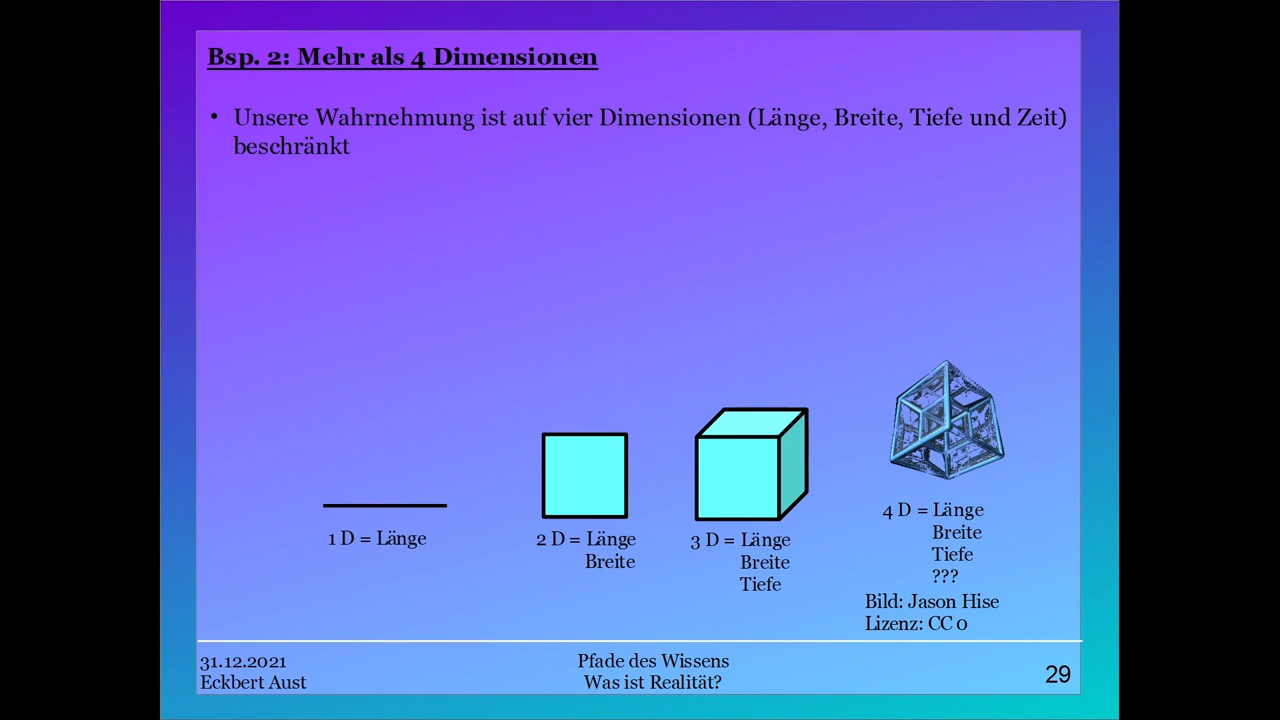 Bsp. 2: Mehr als 4 Dimensionen
• Unsere Wahrnehmung ist auf vier Dimensionen (Länge, Breite, Tiefe und Zeit)
beschränkt
1 D = Länge
2 D = Länge
Breite
3 D = Länge
Breite
Tiefe
4 D = Länge
Breite
Tiefe
???
Bild: Jason Hise
Lizenz: CC 0
31.12.2021
Eckbert Aust
Pfade des Wissens
Was ist Realität?
29